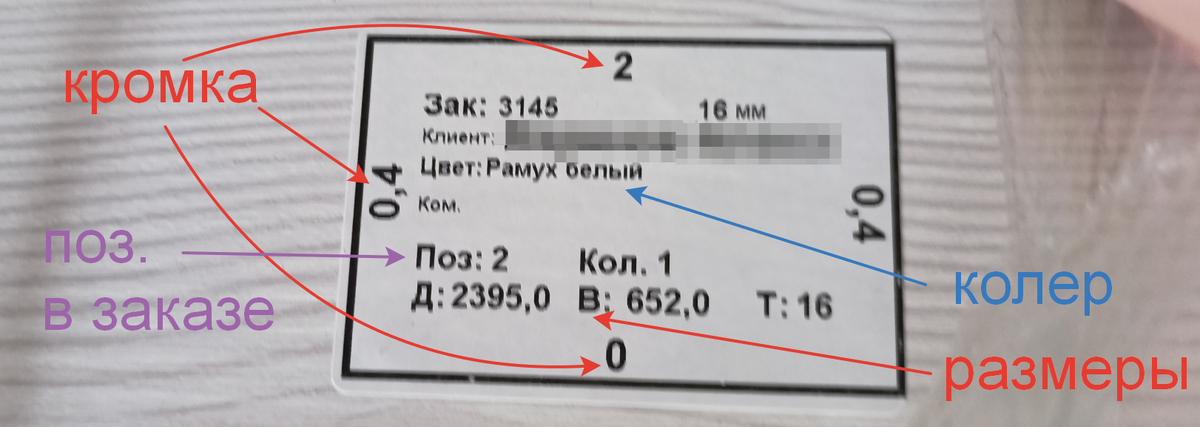 кромка
2
Зак: 3145 16 мм
Клиент:
Цвет: Рамух белый
0,4
Ком.
0,4
поз.
в заказе
Поз: 2 Кол. 1
Д: 2395,0 В: 652,0 Т: 16
колер
0
размеры